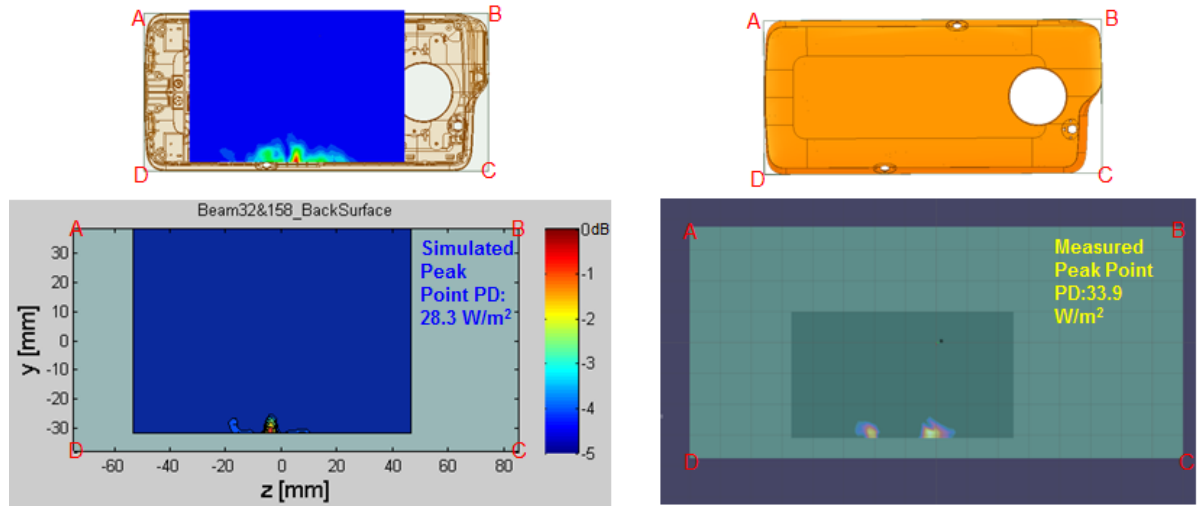 A
B
D
C
A
B
D
C
Beam32&158_BackSurface
A
B
Simulated
Peak
Point PD:
28.3 W/m²
0dB
-1
-2
-3
-4
-5
30
20
10
0
-10
-20
-30
y [mm]
D
C
-60
-40
-20
0
20
40
60
80
z [mm]
A
B
Measured
Peak Point
PD:33.9
W/m²
D
C